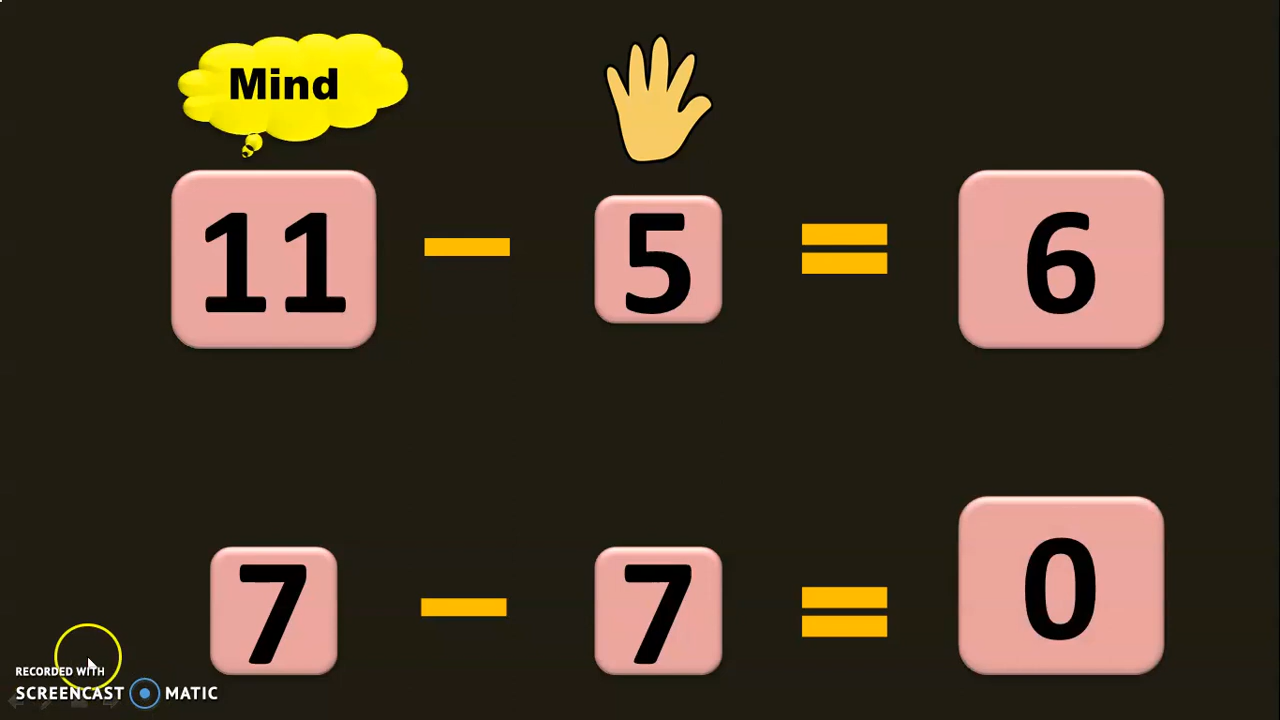 Mind
11 – 5 = 6
7 – 7 = 0
RECORDED WITH
SCREENCAST MATIC